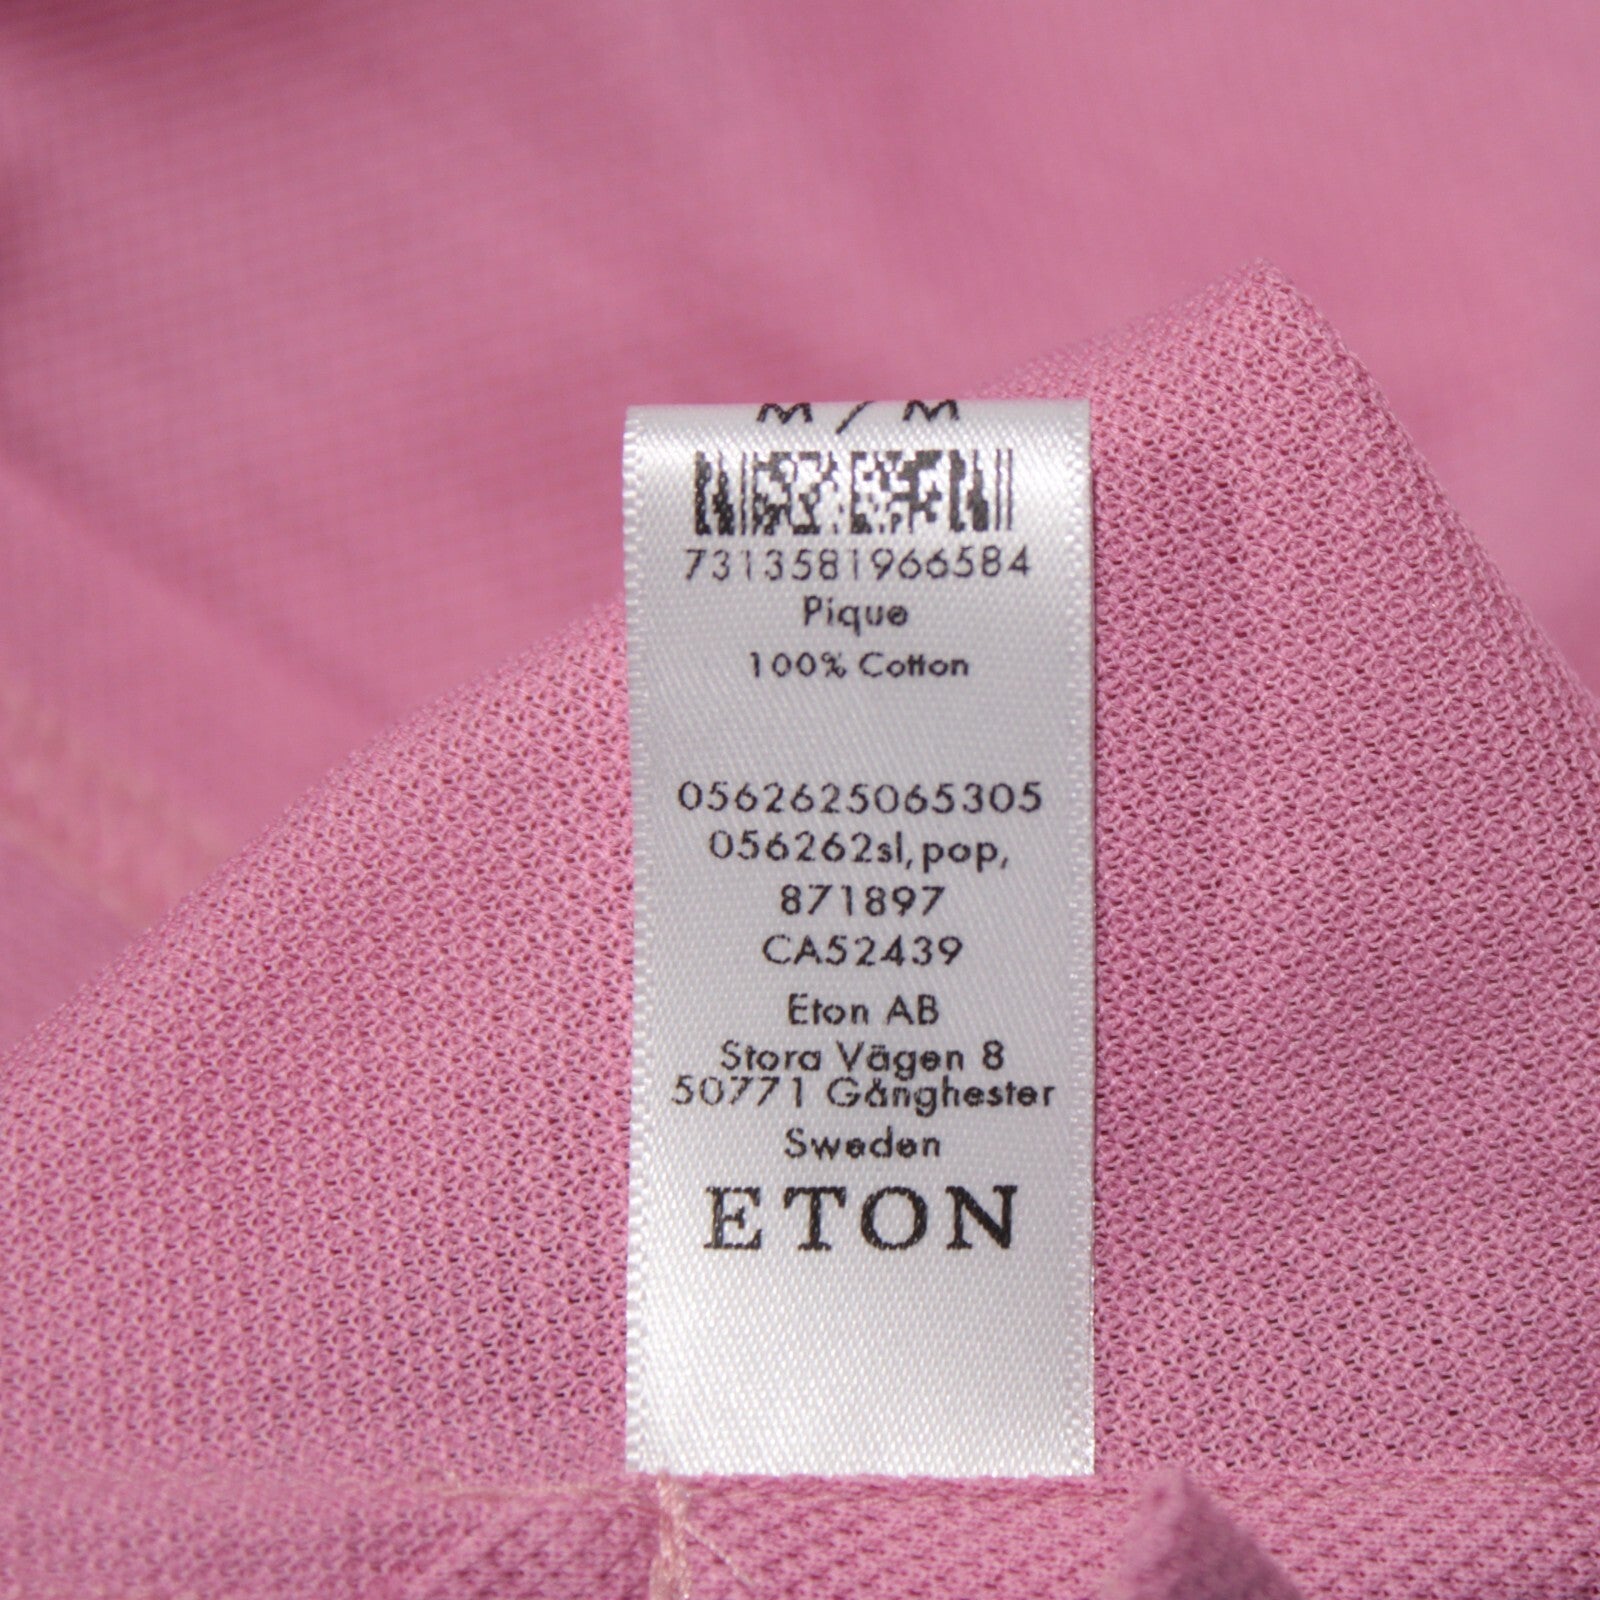 M / M
7313581966584
Pique
100% Cotton
0562625065305
056262sl, pop,
871897
CA52439
Eton AB
Stora Vägen 8
50771 Gånghester
Sweden
ETON